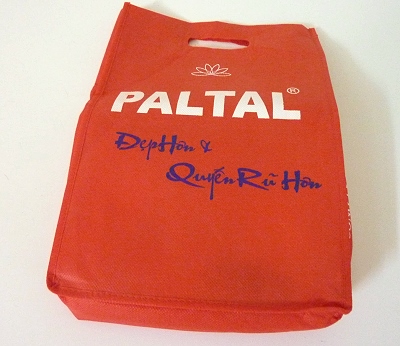 PALTAL®
Đẹp Hơn &
Quyến Rũ Hơn